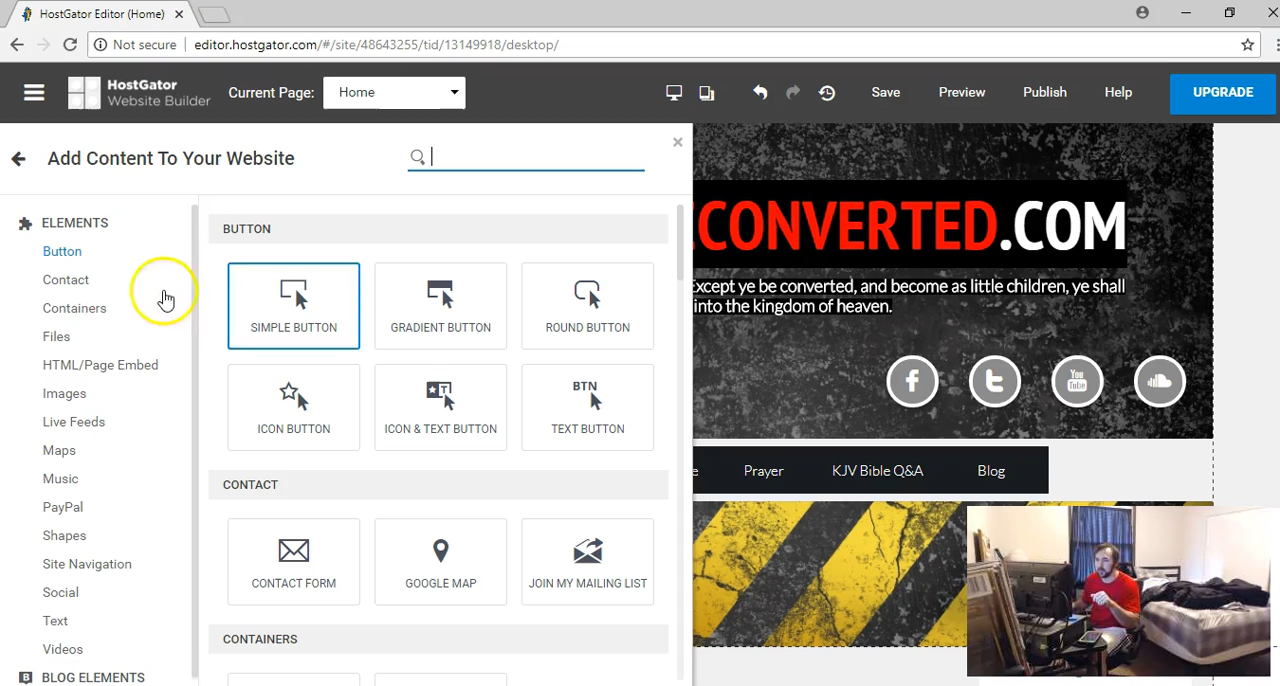 HostGator Editor (Home)
Not secure
editor.hostgator.com/#/site/48643255/tid/13149918/desktop/
HostGator
Website Builder
Current Page:
Home
Save
Preview
Publish
Help
UPGRADE
Add Content To Your Website
ELEMENTS
Button
Contact
Containers
Files
HTML/Page Embed
Images
Live Feeds
Maps
Music
PayPal
Shapes
Site Navigation
Social
Text
Videos
BLOG ELEMENTS
BUTTON
SIMPLE BUTTON
GRADIENT BUTTON
ROUND BUTTON
ICON BUTTON
T
ICON & TEXT BUTTON
BTN
TEXT BUTTON
CONTACT
CONTACT FORM
GOOGLE MAP
JOIN MY MAILING LIST
CONTAINERS
ECONVERTED.COM
Except ye be converted, and become as little children, ye shall
into the kingdom of heaven.
f
t
You
Tube
e
Prayer
KJV Bible Q&A
Blog